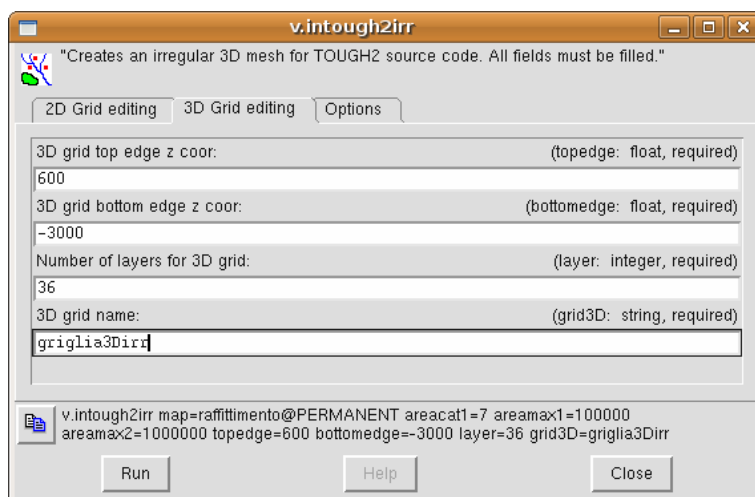 v.intough2irr
"Creates an irregular 3D mesh for TOUGH2 source code. All fields must be filled."
2D Grid editing 3D Grid editing Options
3D grid top edge z coor: (topedge: float, required)
600
3D grid bottom edge z coor: (bottomedge: float, required)
-3000
Number of layers for 3D grid: (layer: integer, required)
36
3D grid name: (grid3D: string, required)
griglia3Dirr
v.intough2irr map=raffittimento@PERMANENT areacat1=7 areamax1=100000
areamax2=1000000 topedge=600 bottomedge=-3000 layer=36 grid3D=griglia3Dirr
Run Help Close